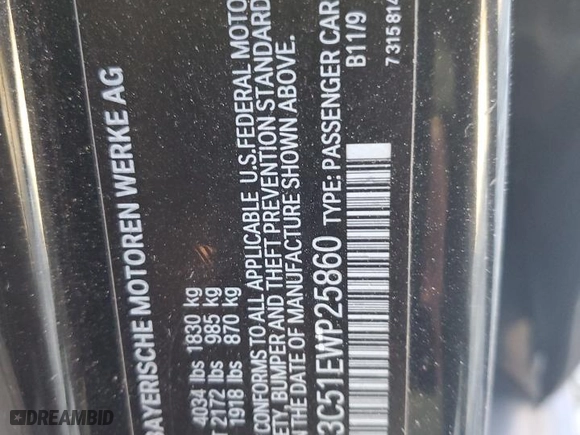 BAYERISCHE MOTOREN WERKE AG
4034 lbs 1830 kg
2172 lbs 985 kg
1918 lbs 870 kg
CONFORMS TO ALL APPLICABLE U.S.FEDERAL MOTO
BUMPER AND THEFT PREVENTION STANDARD
THE DATE OF MANUFACTURE SHOWN ABOVE.
3C51EWP25860 TYPE: PASSENGER CAR
B11/9
7 315 814
DREAMBID